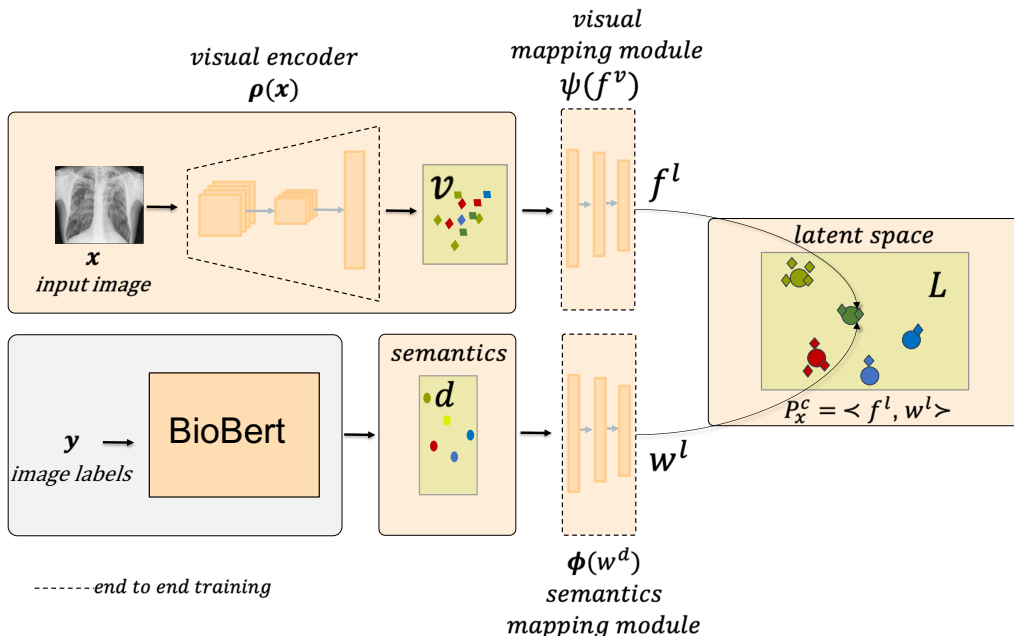 visual encoder
ρ(x)
visual
mapping module
ψ(f^v)
v
f^l
x
input image
latent space
L
P_x^c = ≺ f^l, w^l ≻
semantics
d
BioBert
y
image labels
w^l
ϕ(w^d)
semantics
mapping module
end to end training